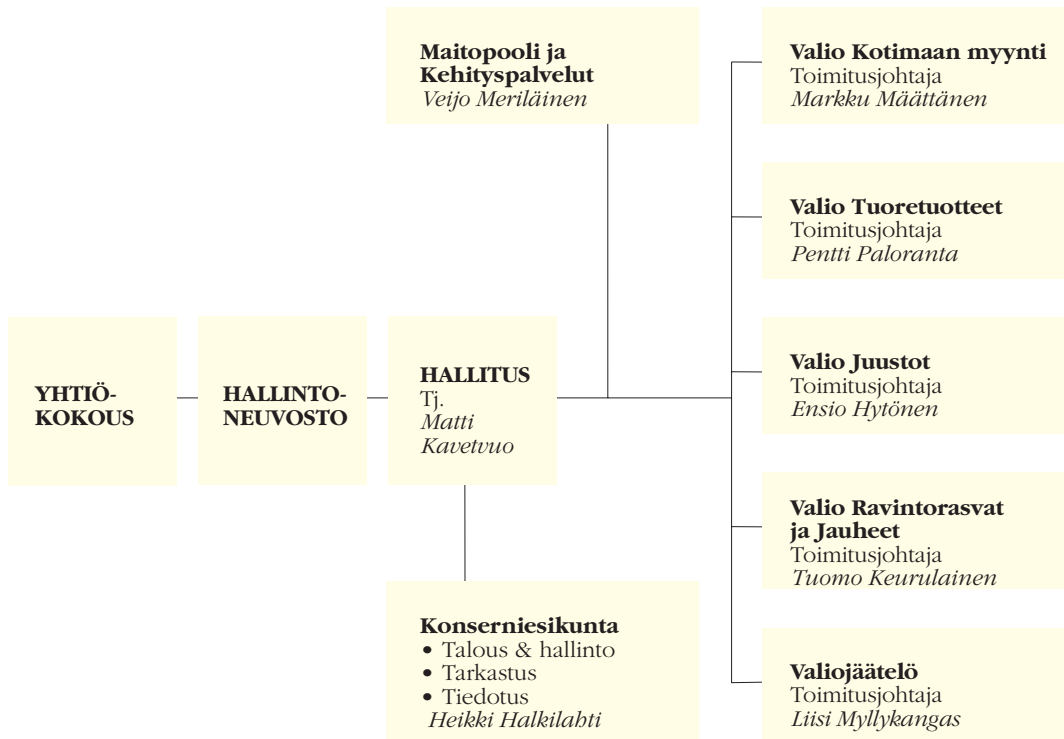 Maitopooli ja
Kehityspalvelut
Veijo Meriläinen
Valio Kotimaan myynti
Toimitusjohtaja
Markku Määttänen
Valio Tuoretuotteet
Toimitusjohtaja
Pentti Paloranta
YHTIÖ-
KOKOUS
HALLINTO-
NEUVOSTO
HALLITUS
Tj.
Matti
Kavetvuo
Valio Juustot
Toimitusjohtaja
Ensio Hytönen
Valio Ravintorasvat
ja Jauheet
Toimitusjohtaja
Tuomo Keurulainen
Konserniesikunta
• Talous & hallinto
• Tarkastus
• Tiedotus
Heikki Halkilahti
Valiojäätelö
Toimitusjohtaja
Liisi Myllykangas